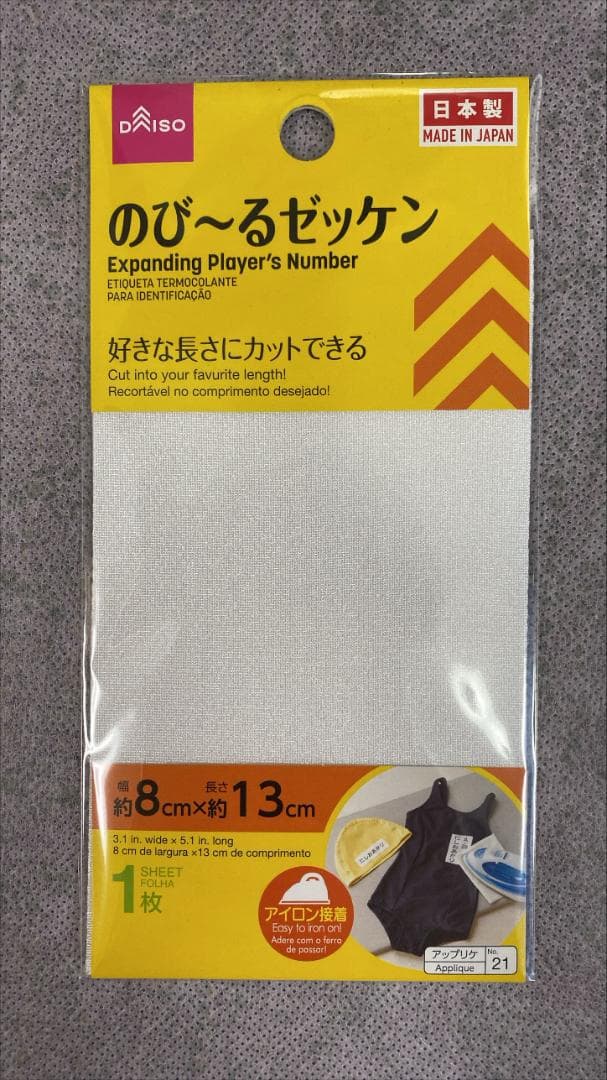 DAISO
日本製
MADE IN JAPAN
のび〜るゼッケン
Expanding Player's Number
ETIQUETA TERMOCOLANTE
PARA IDENTIFICAÇÃO
好きな長さにカットできる
Cut into your favurite length!
Recortável no comprimento desejado!
幅 長さ
約8cm×約13cm
3.1 in. wide × 5.1 in. long
8 cm de largura ×13 cm de comprimento
1枚
SHEET
FOLHA
アイロン接着
Easy to iron on!
Adere com o ferro
de passar!
アップリケ
Applique
No.
21